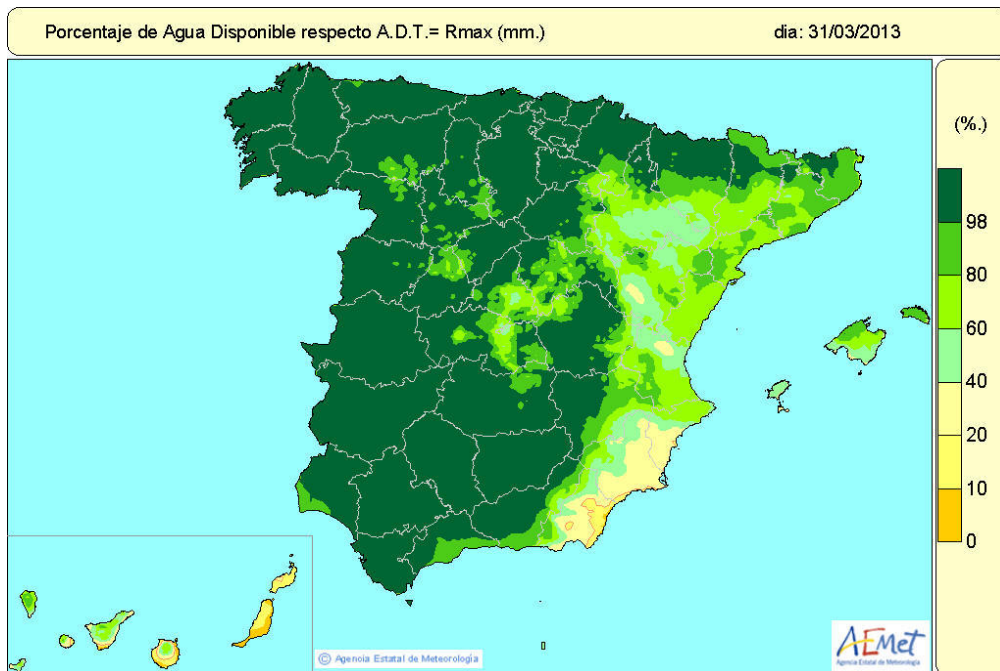 Porcentaje de Agua Disponible respecto A.D.T.= Rmax (mm.) dia: 31/03/2013
(%.)
98
80
60
40
20
10
0
© Agencia Estatal de Meteorología
AEMet
Agencia Estatal de Meteorología